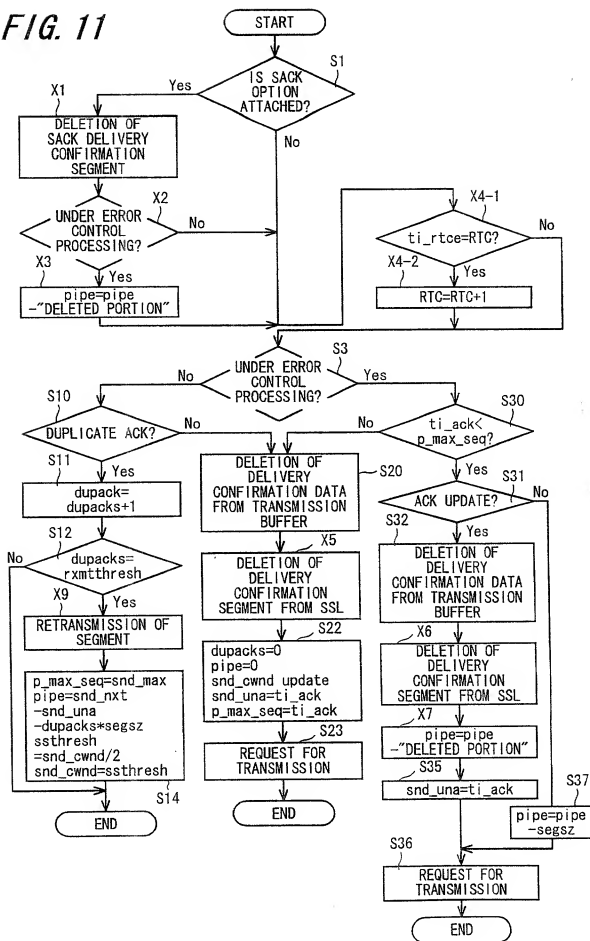 FIG. 11
START
S1
IS SACK
OPTION
ATTACHED?
Yes
No
X1
DELETION OF
SACK DELIVERY
CONFIRMATION
SEGMENT
X2
UNDER ERROR
CONTROL
PROCESSING?
No
Yes
X3
pipe=pipe
-"DELETED PORTION"
X4-1
ti_rtce=RTC?
No
Yes
X4-2
RTC=RTC+1
S3
UNDER ERROR
CONTROL
PROCESSING?
No
Yes
S10
DUPLICATE ACK?
No
Yes
S11
dupack=
dupacks+1
S12
dupacks=
rxmtthresh
No
Yes
X9
RETRANSMISSION OF
SEGMENT
p_max_seq=snd_max
pipe=snd_nxt
-snd_una
-dupacks*segsz
ssthresh
=snd_cwnd/2
snd_cwnd=ssthresh
S14
END
S20
DELETION OF
DELIVERY
CONFIRMATION DATA
FROM TRANSMISSION
BUFFER
X5
DELETION OF
DELIVERY
CONFIRMATION
SEGMENT FROM SSL
S22
dupacks=0
pipe=0
snd_cwnd update
snd_una=ti_ack
p_max_seq=ti_ack
S23
REQUEST FOR
TRANSMISSION
END
S30
ti_ack<
p_max_seq?
No
Yes
S31
ACK UPDATE?
No
Yes
S32
DELETION OF
DELIVERY
CONFIRMATION DATA
FROM TRANSMISSION
BUFFER
X6
DELETION OF
DELIVERY
CONFIRMATION
SEGMENT FROM SSL
X7
pipe=pipe
-"DELETED PORTION"
S35
snd_una=ti_ack
S37
pipe=pipe
-segsz
S36
REQUEST FOR
TRANSMISSION
END